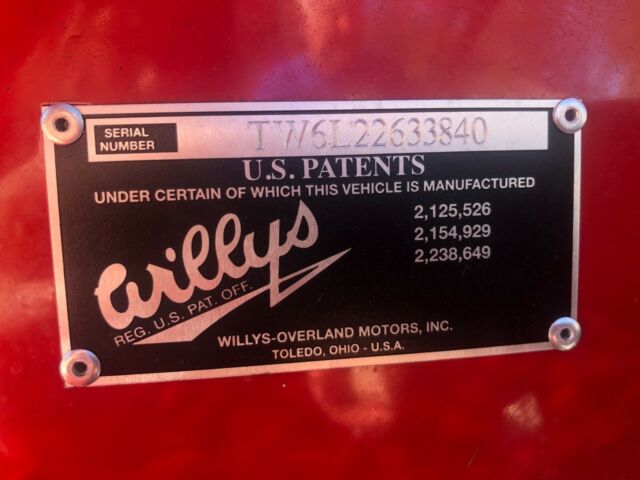 SERIAL NUMBER TW6L22633840
U.S. PATENTS
UNDER CERTAIN OF WHICH THIS VEHICLE IS MANUFACTURED
2,125,526
2,154,929
2,238,649
Willys
REG. U.S. PAT. OFF.
WILLYS-OVERLAND MOTORS, INC.
TOLEDO, OHIO - U.S.A.